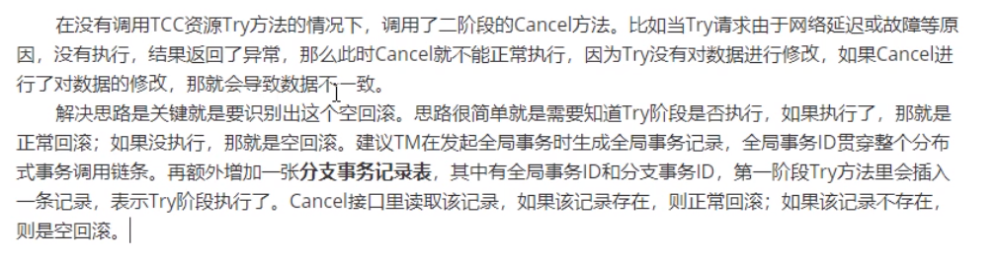 在没有调用TCC资源Try方法的情况下，调用了二阶段的Cancel方法。比如当Try请求由于网络延迟或故障等原
因，没有执行，结果返回了异常，那么此时Cancel就不能正常执行，因为Try没有对数据进行修改，如果Cancel进
行了对数据的修改，那就会导致数据不一致。
解决思路是关键就是要识别出这个空回滚。思路很简单就是需要知道Try阶段是否执行，如果执行了，那就是
正常回滚；如果没执行，那就是空回滚。建议TM在发起全局事务时生成全局事务记录，全局事务ID贯穿整个分布
式事务调用链条。再额外增加一张分支事务记录表，其中有全局事务ID和分支事务ID，第一阶段Try方法里会插入
一条记录，表示Try阶段执行了。Cancel接口里读取该记录，如果该记录存在，则正常回滚；如果该记录不存在，
则是空回滚。